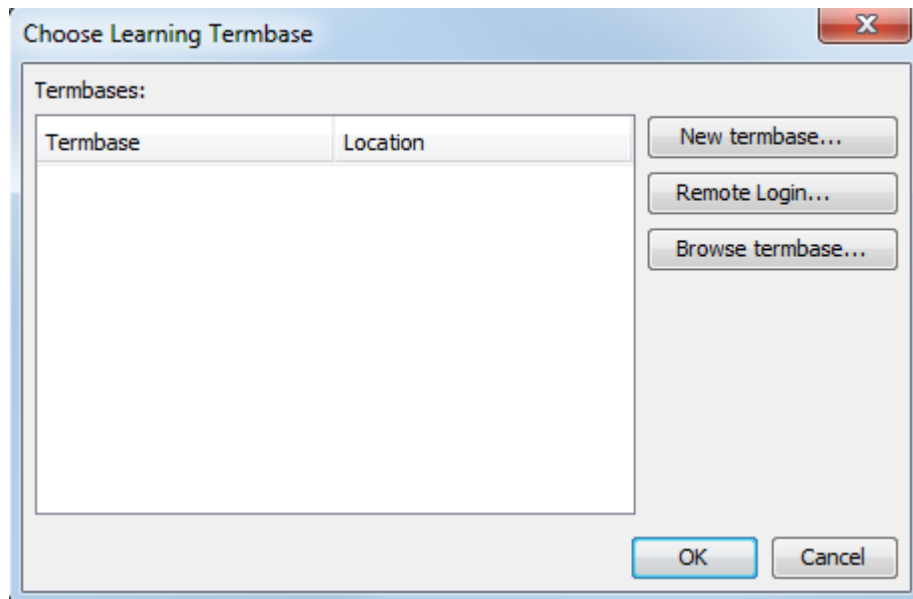 Choose Learning Termbase
Termbases:
Termbase Location
New termbase...
Remote Login...
Browse termbase...
OK Cancel